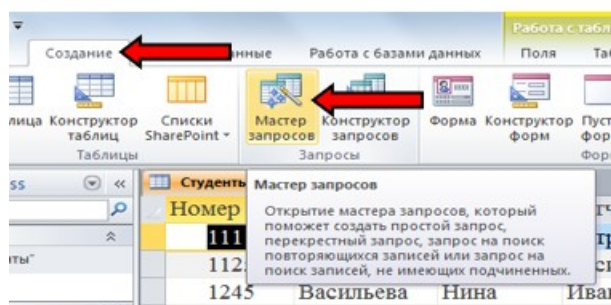 Работа с табл
Создание нные Работа с базами данных Поля Та
лица Конструктор таблиц Списки SharePoint Мастер запросов Конструктор запросов Форма Конструктор форм Пуст фор
Таблицы Запросы Фор
ss « Студенты
Мастер запросов
Номер
Открытие мастера запросов, который
поможет создать простой запрос,
111
перекрестный запрос, запрос на поиск
ты"
повторяющихся записей или запрос на
112
поиск записей, не имеющих подчиненных.
1245 Васильева Нина Иван